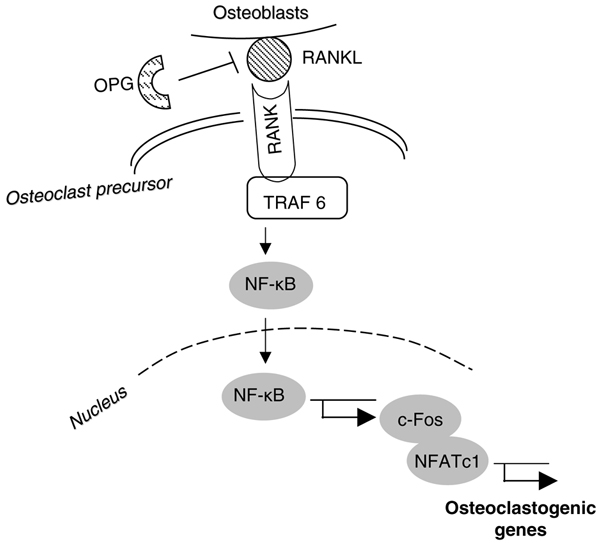 Osteoblasts
RANKL
OPG
RANK
Osteoclast precursor
TRAF 6
NF-κB
Nucleus
NF-κB
c-Fos
NFATc1
Osteoclastogenic
genes